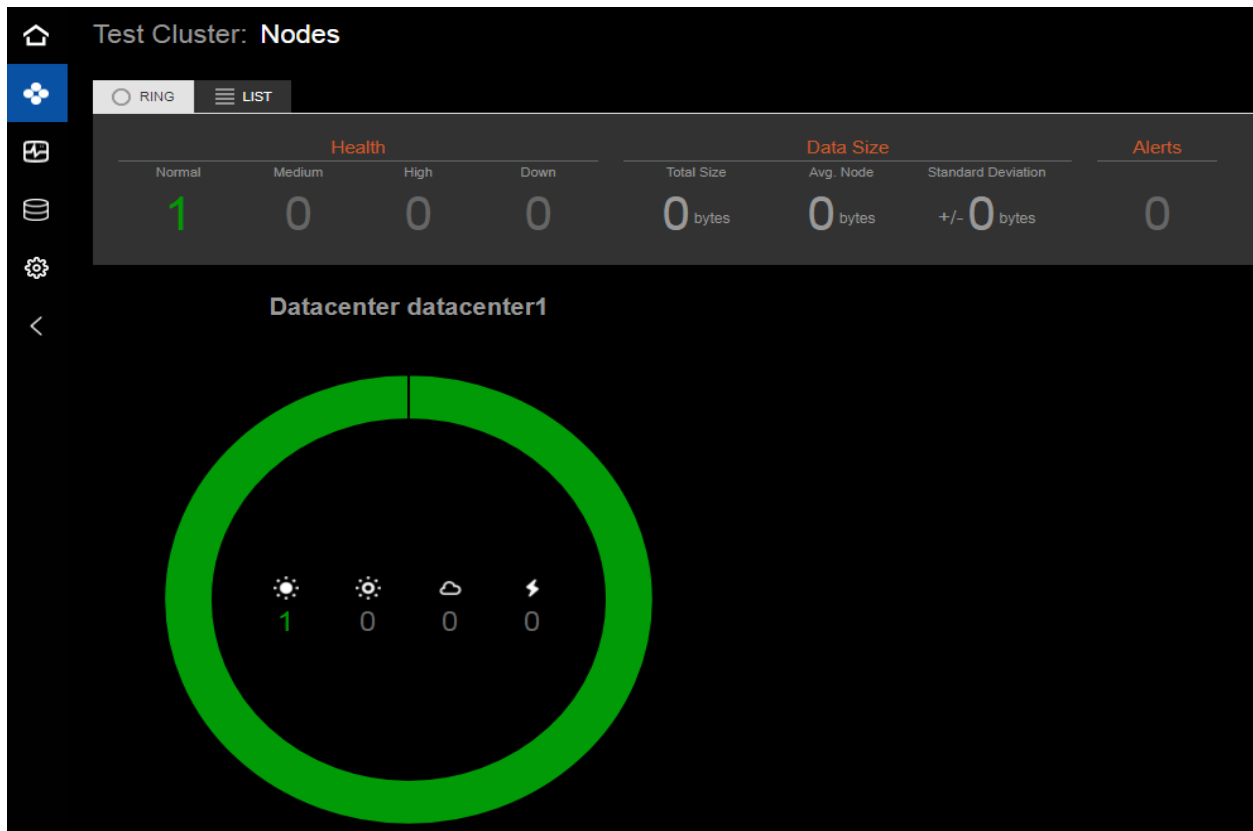 Test Cluster: Nodes
RING LIST
Health Data Size Alerts
Normal Medium High Down Total Size Avg. Node Standard Deviation
1 0 0 0 0 bytes 0 bytes +/- 0 bytes 0
Datacenter datacenter1
1 0 0 0